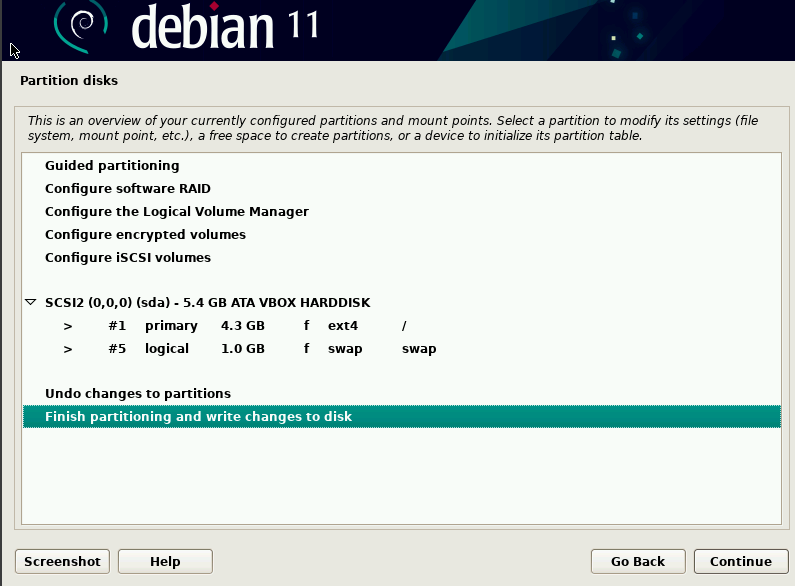 debian 11
Partition disks
This is an overview of your currently configured partitions and mount points. Select a partition to modify its settings (file
system, mount point, etc.), a free space to create partitions, or a device to initialize its partition table.
Guided partitioning
Configure software RAID
Configure the Logical Volume Manager
Configure encrypted volumes
Configure iSCSI volumes
SCSI2 (0,0,0) (sda) - 5.4 GB ATA VBOX HARDDISK
> #1 primary 4.3 GB f ext4 /
> #5 logical 1.0 GB f swap swap
Undo changes to partitions
Finish partitioning and write changes to disk
Screenshot Help Go Back Continue